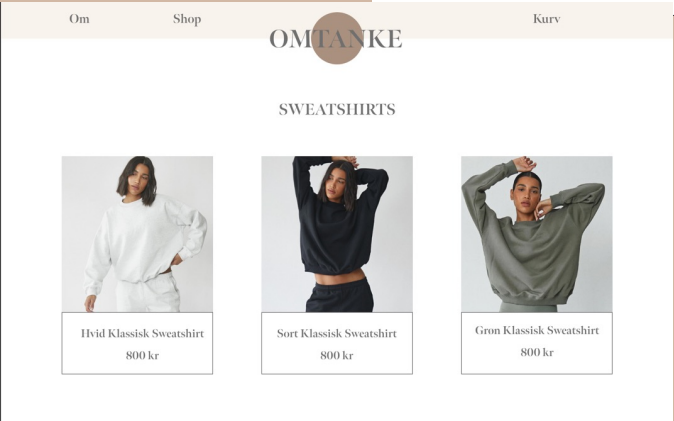 Om
Shop
OMTANKE
Kurv
SWEATSHIRTS
Hvid Klassisk Sweatshirt
800 kr
Sort Klassisk Sweatshirt
800 kr
Grøn Klassisk Sweatshirt
800 kr